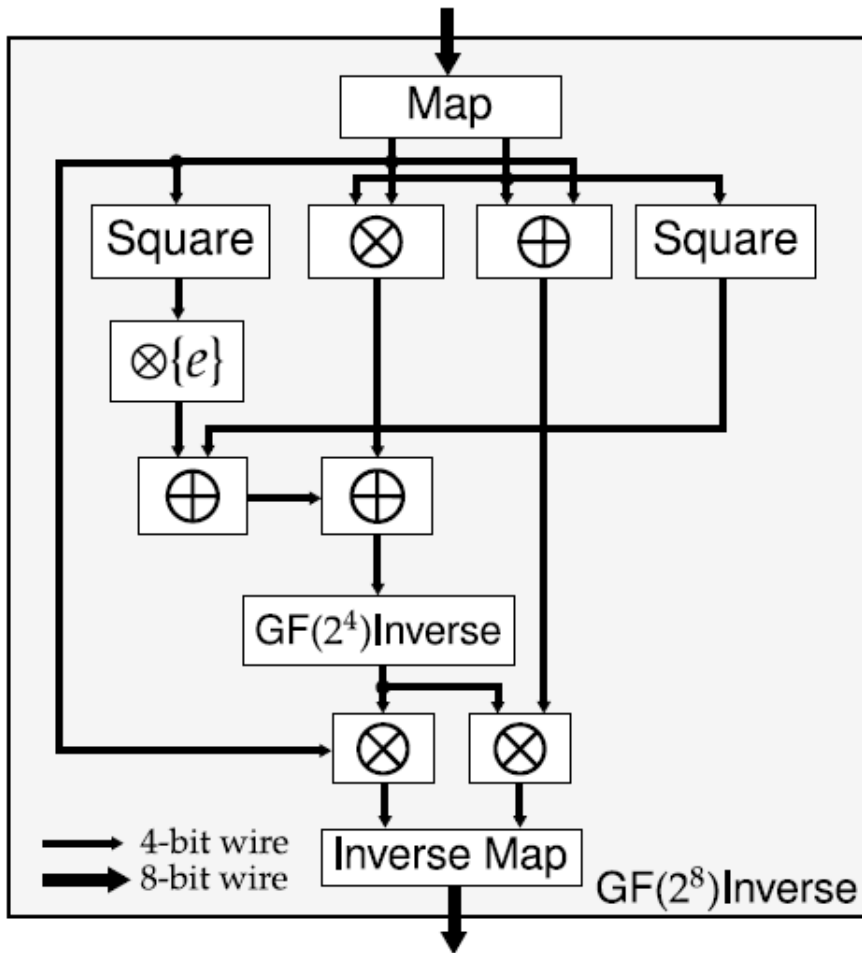 Map
Square
⊗
⊕
Square
⊗{e}
⊕
⊕
GF(2⁴)Inverse
⊗
⊗
Inverse Map
4-bit wire
8-bit wire
GF(2⁸)Inverse